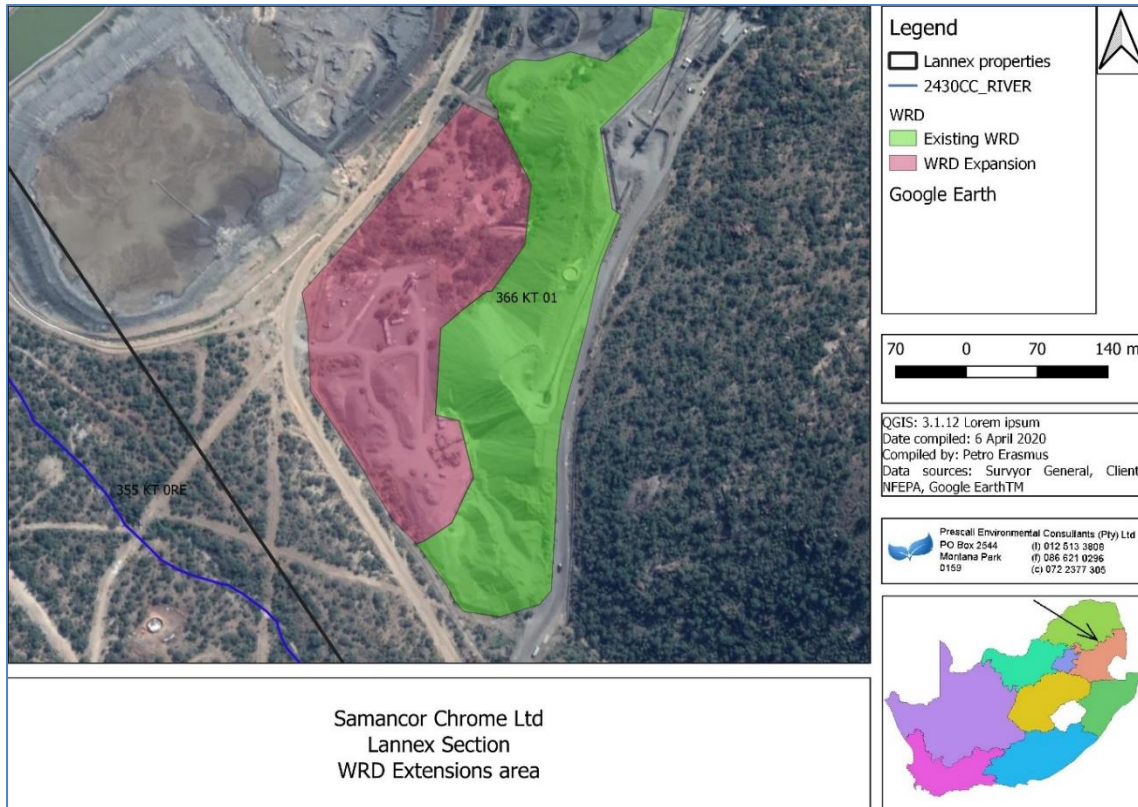 366 KT 01
355 KT 0RE
Legend
Lannex properties
2430CC_RIVER
WRD
Existing WRD
WRD Expansion
Google Earth
70 0 70 140 m
QGIS: 3.1.12 Lorem ipsum
Date compiled: 6 April 2020
Compiled by: Petro Erasmus
Data sources: Survyor General, Client
NFEPA, Google EarthTM
Prescali Environmental Consultants (Pty) Ltd
PO Box 2544 (t) 012 513 3808
Montana Park (f) 086 621 0296
0159 (c) 072 2377 305
Samancor Chrome Ltd
Lannex Section
WRD Extensions area